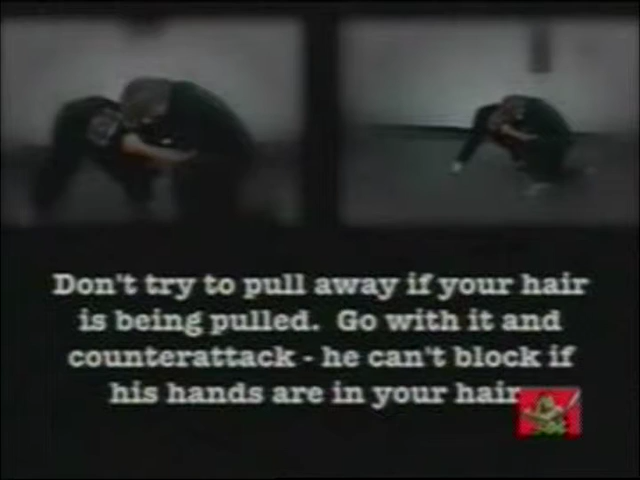 Don't try to pull away if your hair
is being pulled.  Go with it and
counterattack - he can't block if
his hands are in your hair